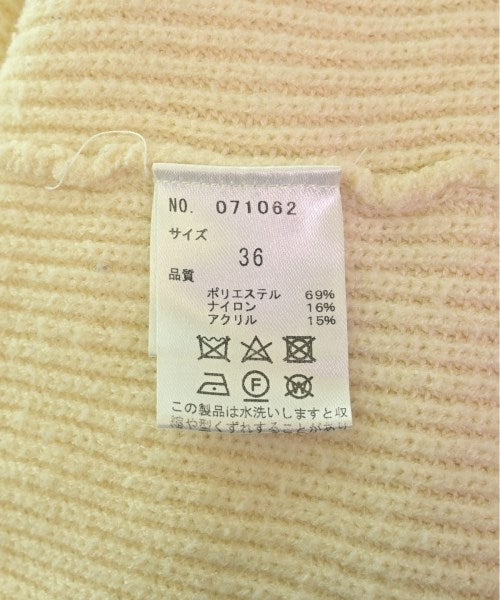 NO. 071062
サイズ
36
品質
ポリエステル 69%
ナイロン 16%
アクリル 15%
F W
この製品は水洗いしますと収
縮や型くずれすることがあり